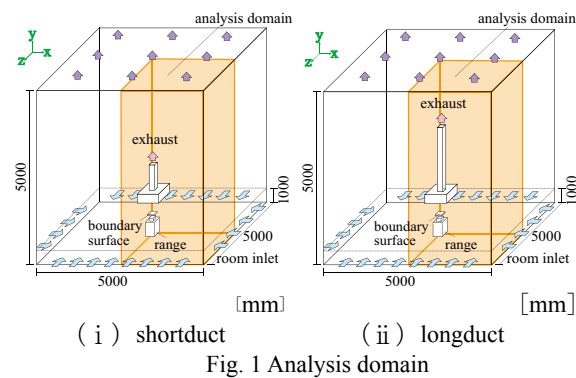 analysis domain
y
x
z
exhaust
5000
1000
boundary
surface
5000
range
room inlet
5000
[mm]
(ⅰ) shortduct
analysis domain
y
x
z
exhaust
5000
1000
boundary
surface
5000
range
room inlet
5000
[mm]
(ⅱ) longduct
Fig. 1 Analysis domain